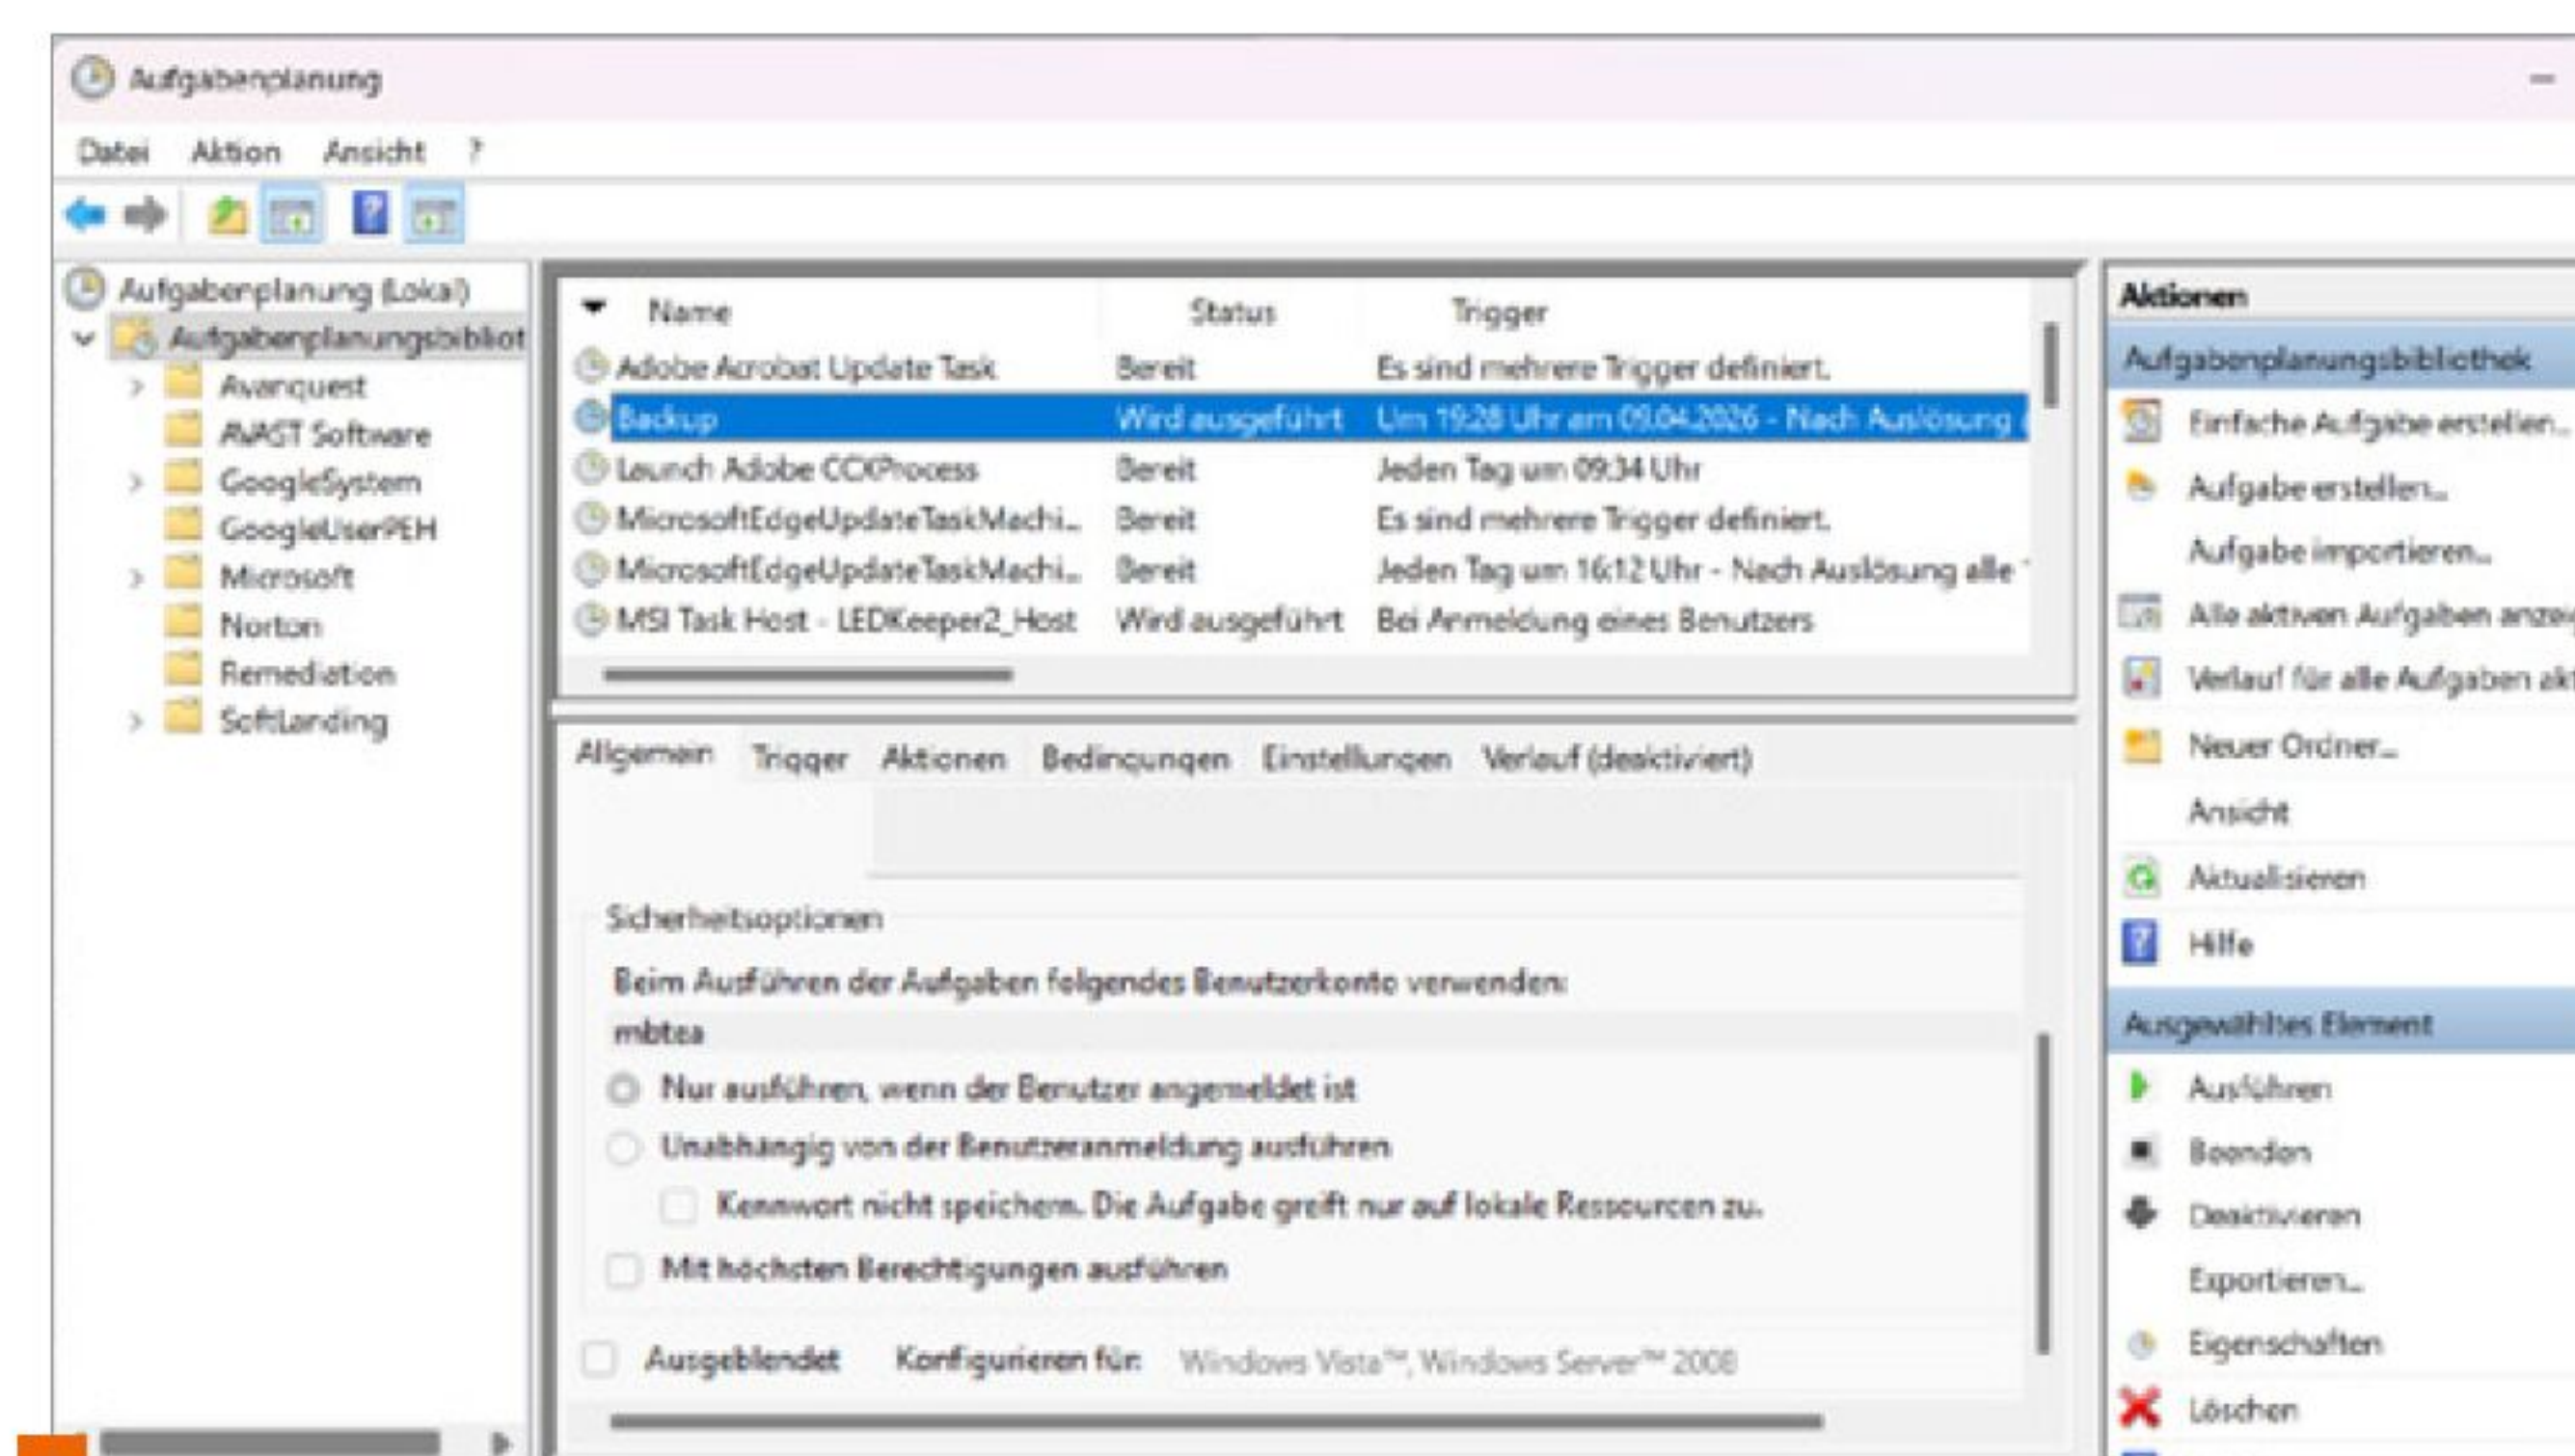 Aufgabenplanung
Datei Aktion Ansicht ?
Aufgabenplanung (Lokal)
Aufgabenplanungsbibliot
Avanquest
AVAST Software
GoogleSystem
GoogleUserPEH
Microsoft
Norton
Remediation
SoftLanding
Name Status Trigger
Adobe Acrobat Update Task Bereit Es sind mehrere Trigger definiert.
Backup Wird ausgeführt Um 19:28 Uhr am 09.04.2026 - Nach Auslösung
Launch Adobe CCXProcess Bereit Jeden Tag um 09:34 Uhr
MicrosoftEdgeUpdateTaskMachi... Bereit Es sind mehrere Trigger definiert.
MicrosoftEdgeUpdateTaskMachi... Bereit Jeden Tag um 16:12 Uhr - Nach Auslösung alle
MSI Task Host - LEDKeeper2_Host Wird ausgeführt Bei Anmeldung eines Benutzers
Allgemein Trigger Aktionen Bedingungen Einstellungen Verlauf (deaktiviert)
Sicherheitsoptionen
Beim Ausführen der Aufgaben folgendes Benutzerkonto verwenden:
mbtea
Nur ausführen, wenn der Benutzer angemeldet ist
Unabhängig von der Benutzeranmeldung ausführen
Kennwort nicht speichern. Die Aufgabe greift nur auf lokale Ressourcen zu.
Mit höchsten Berechtigungen ausführen
Ausgeblendet Konfigurieren für: Windows Vista™, Windows Server™ 2008
Aktionen
Aufgabenplanungsbibliothek
Einfache Aufgabe erstellen...
Aufgabe erstellen...
Aufgabe importieren...
Alle aktiven Aufgaben anzeig
Verlauf für alle Aufgaben akt
Neuer Ordner...
Ansicht
Aktualisieren
Hilfe
Ausgewähltes Element
Ausführen
Beenden
Deaktivieren
Exportieren...
Eigenschaften
Löschen